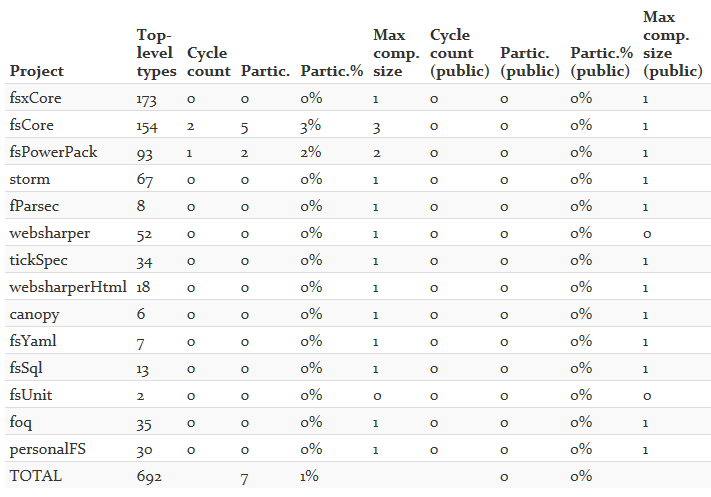 Project Top-level types Cycle count Partic. Partic.% Max comp. size Cycle count (public) Partic. (public) Partic.% (public) Max comp. size (public)
fsxCore 173 0 0 0% 1 0 0 0% 1
fsCore 154 2 5 3% 3 0 0 0% 1
fsPowerPack 93 1 2 2% 2 0 0 0% 1
storm 67 0 0 0% 1 0 0 0% 1
fParsec 8 0 0 0% 1 0 0 0% 1
websharper 52 0 0 0% 1 0 0 0% 0
tickSpec 34 0 0 0% 1 0 0 0% 1
websharperHtml 18 0 0 0% 1 0 0 0% 1
canopy 6 0 0 0% 1 0 0 0% 1
fsYaml 7 0 0 0% 1 0 0 0% 1
fsSql 13 0 0 0% 1 0 0 0% 1
fsUnit 2 0 0 0% 0 0 0 0% 0
foq 35 0 0 0% 1 0 0 0% 1
personalFS 30 0 0 0% 1 0 0 0% 1
TOTAL 692 7 1% 0 0%